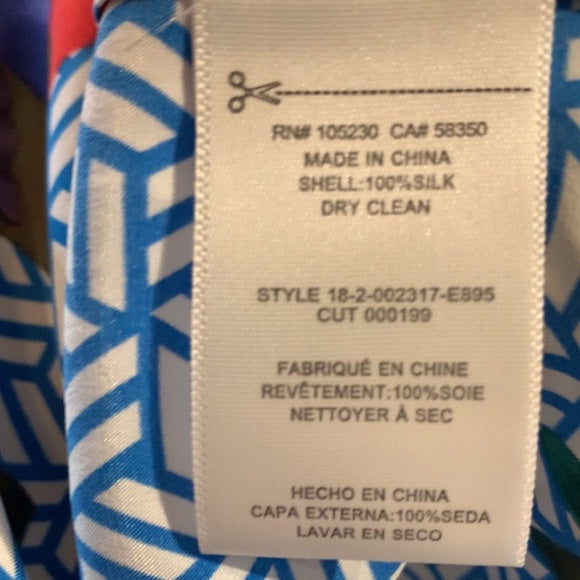 RN# 105230 CA# 58350
MADE IN CHINA
SHELL:100%SILK
DRY CLEAN
STYLE 18-2-002317-E895
CUT 000199
FABRIQUÉ EN CHINE
REVÊTEMENT:100%SOIE
NETTOYER À SEC
HECHO EN CHINA
CAPA EXTERNA:100%SEDA
LAVAR EN SECO